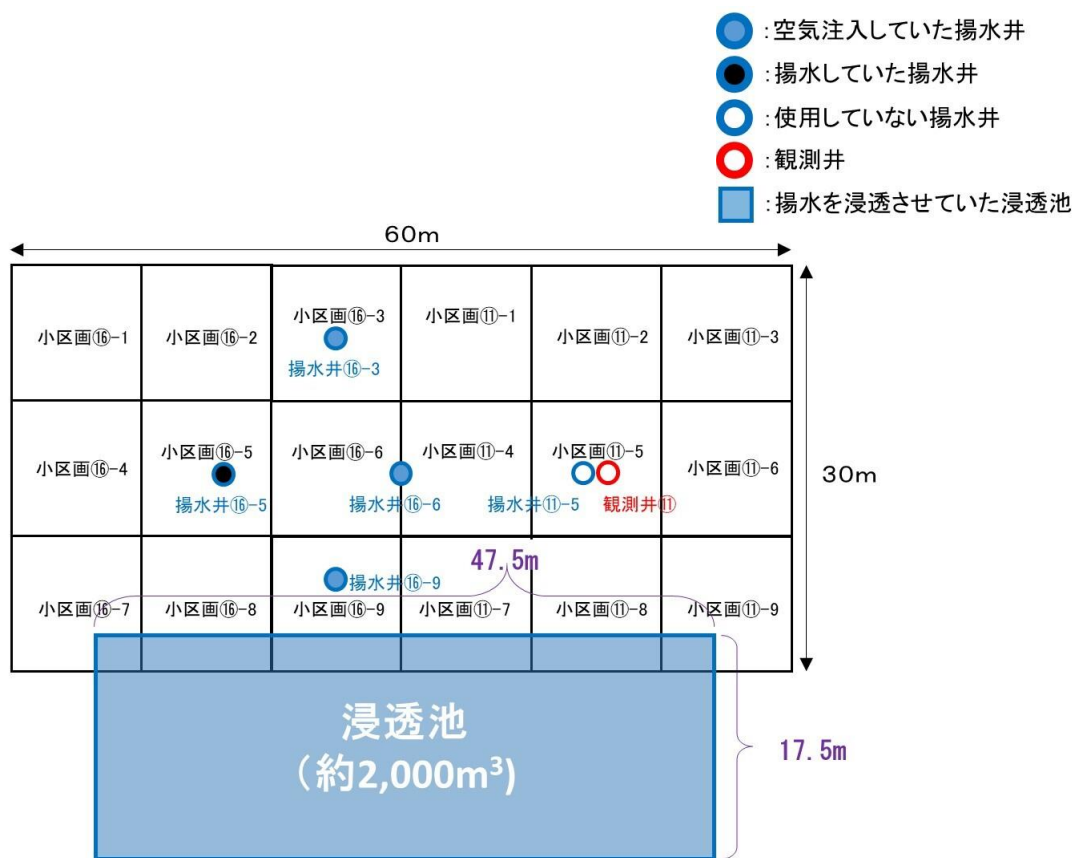 :空気注入していた揚水井
:揚水していた揚水井
:使用していない揚水井
:観測井
:揚水を浸透させていた浸透池
60m
小区画⑯-1
小区画⑯-2
小区画⑯-3
揚水井⑯-3
小区画⑪-1
小区画⑪-2
小区画⑪-3
小区画⑯-4
小区画⑯-5
揚水井⑯-5
小区画⑯-6
揚水井⑯-6
小区画⑪-4
小区画⑪-5
揚水井⑪-5
観測井⑪
小区画⑪-6
30m
47.5m
揚水井⑯-9
小区画⑯-7
小区画⑯-8
小区画⑯-9
小区画⑪-7
小区画⑪-8
小区画⑪-9
浸透池
(約2,000m³)
17.5m